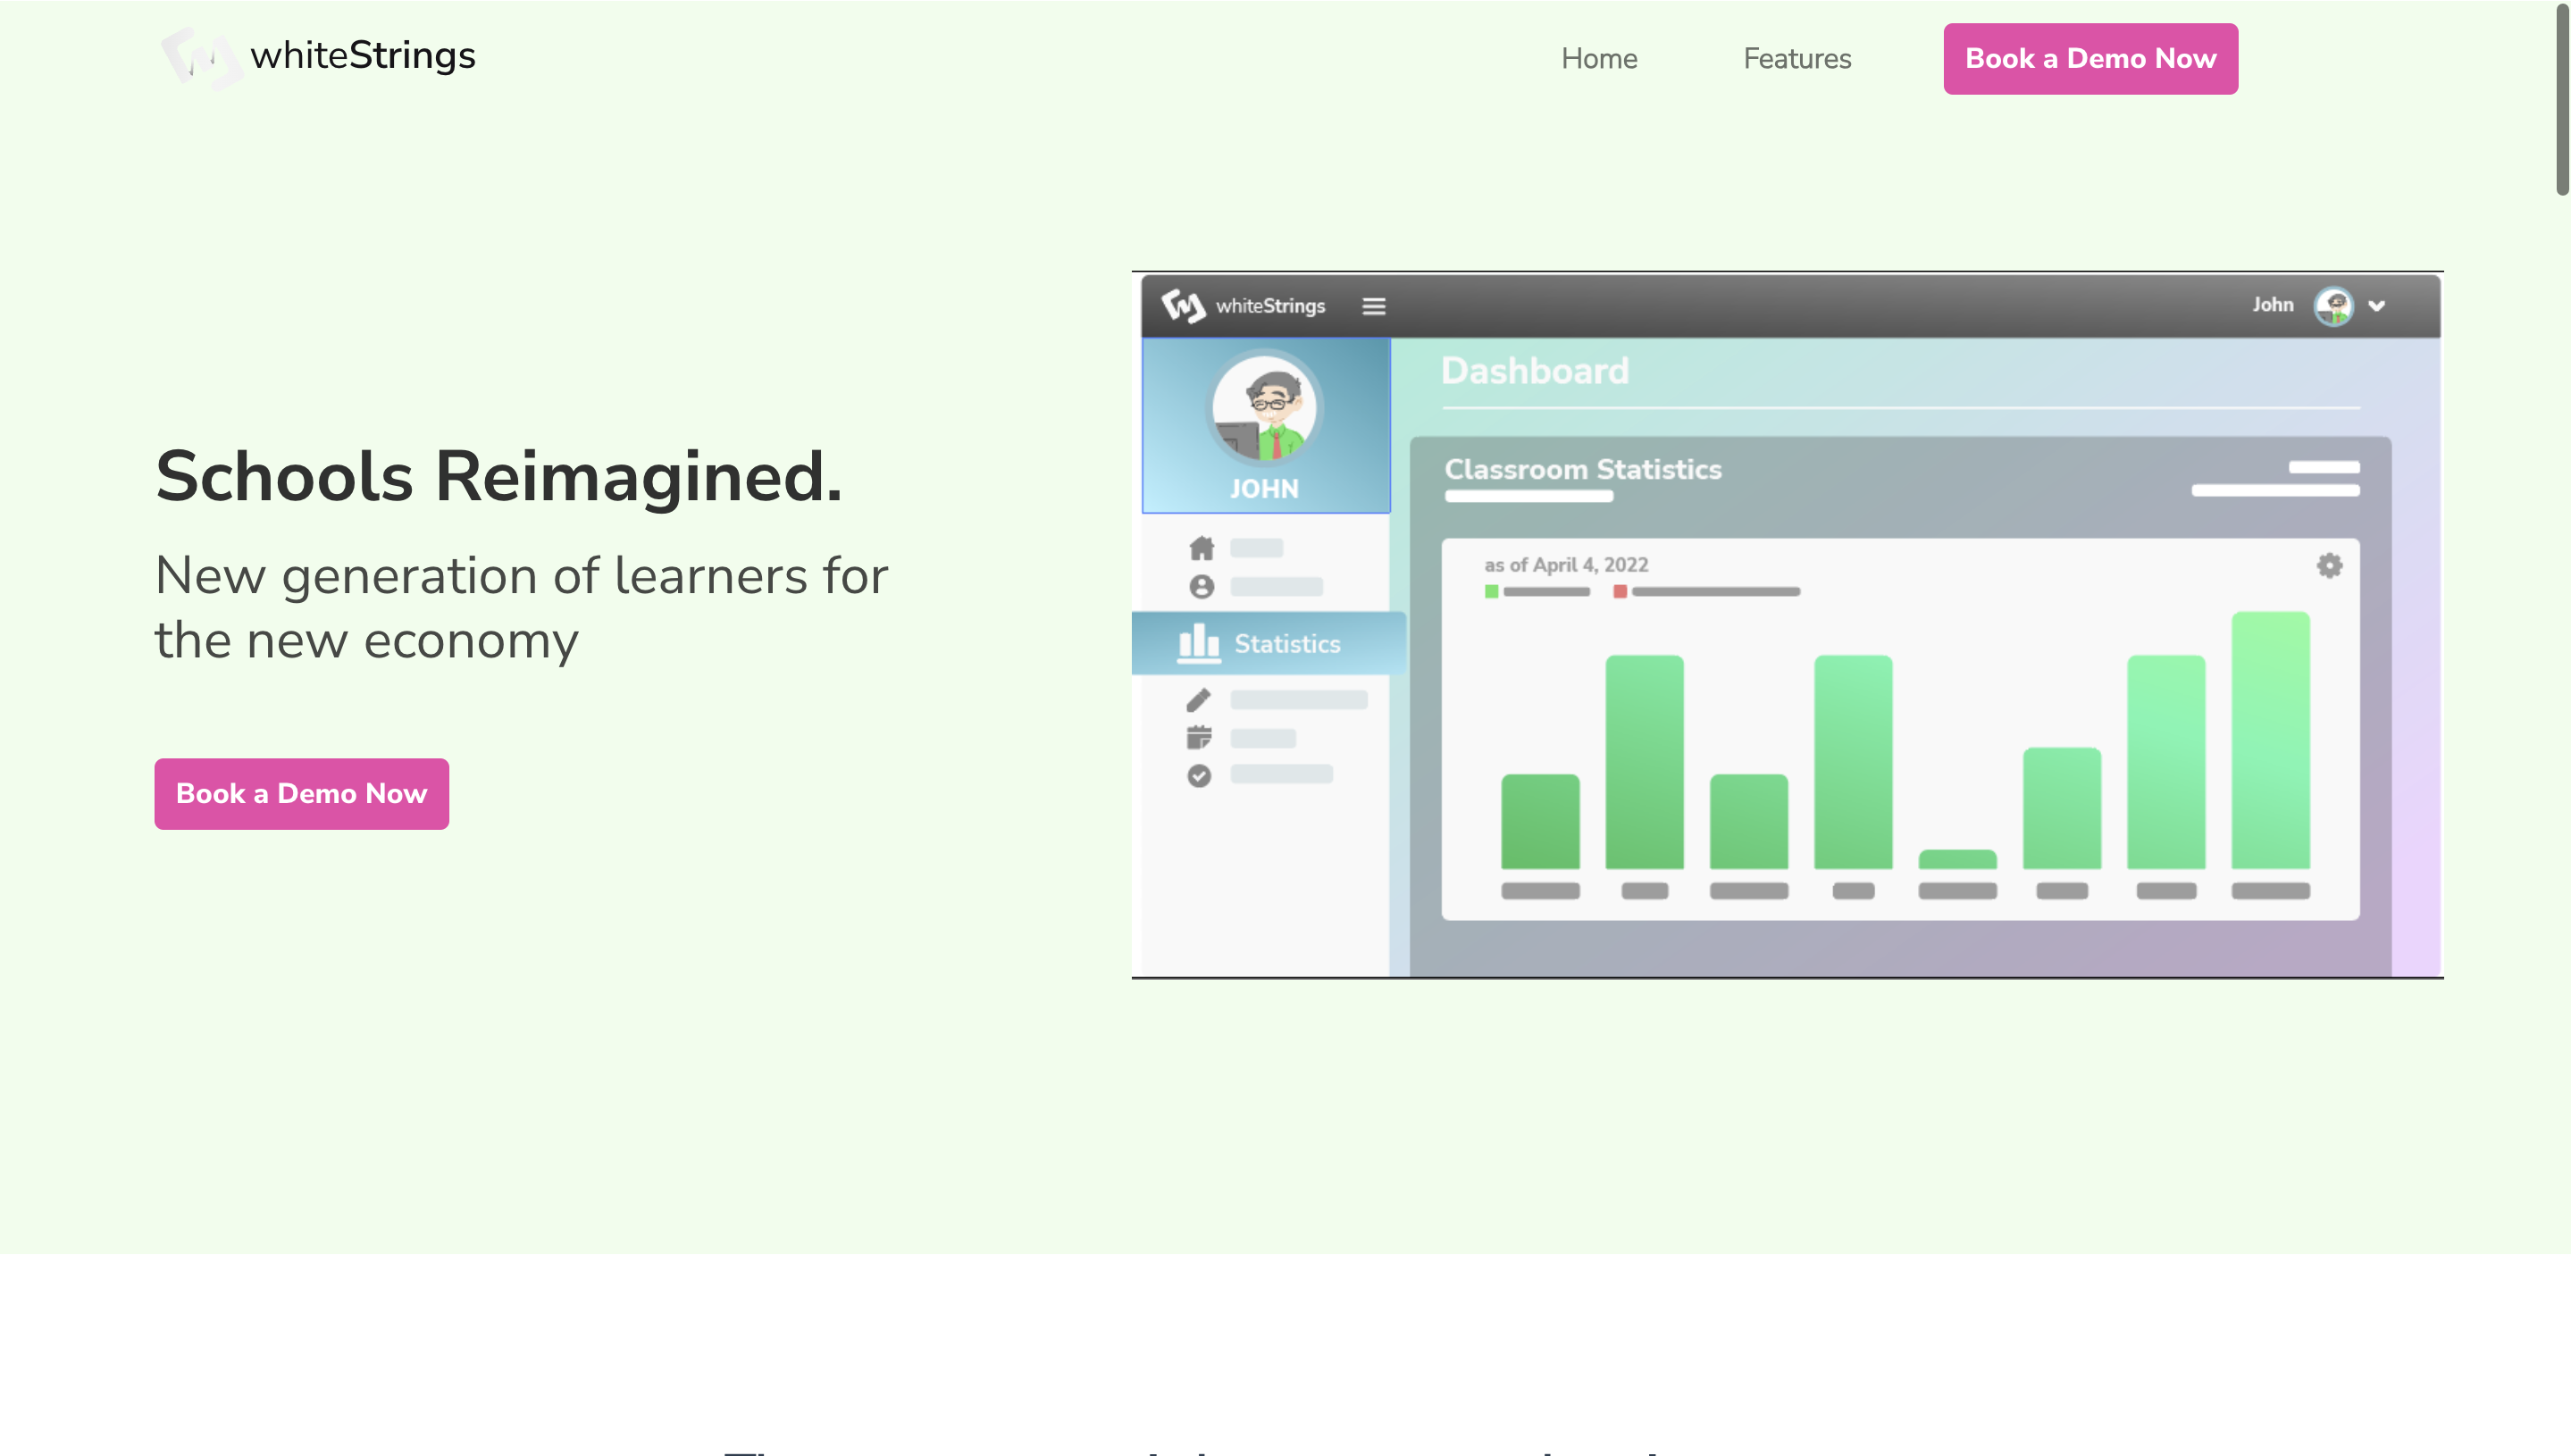 whiteStrings
Home
Features
Book a Demo Now
Schools Reimagined.
New generation of learners for
the new economy
Book a Demo Now
whiteStrings
John
JOHN
Statistics
Dashboard
Classroom Statistics
as of April 4, 2022